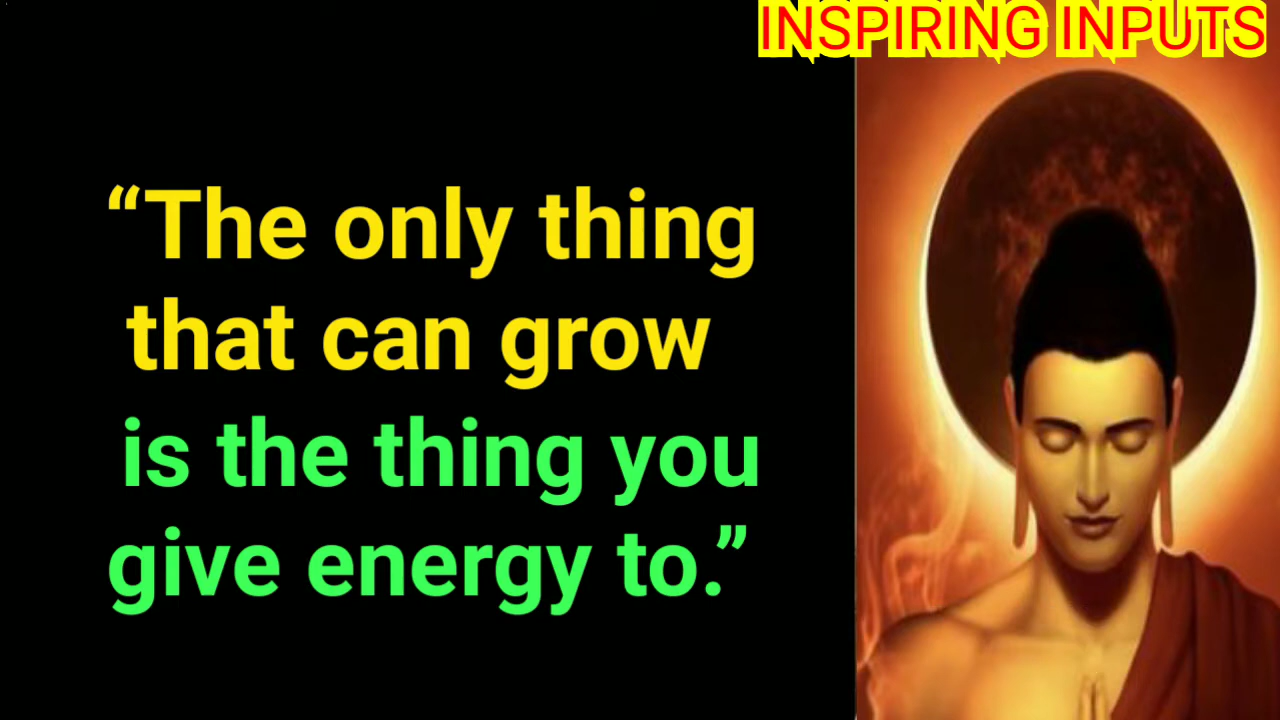 INSPIRING INPUTS
“The only thing
that can grow
is the thing you
give energy to.”